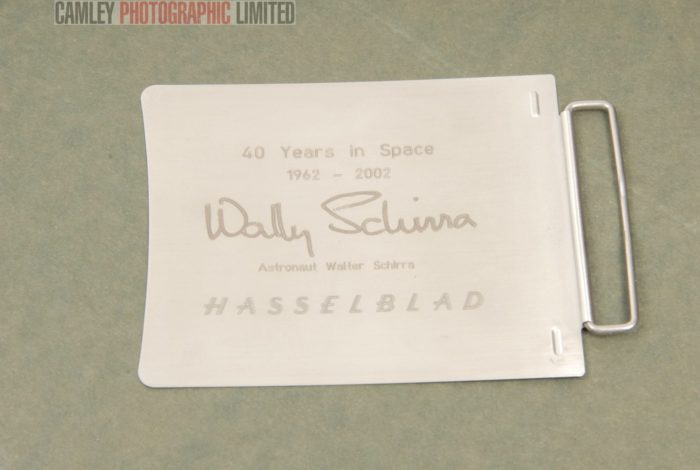 CAMLEY PHOTOGRAPHIC LIMITED
40 Years in Space
1962 - 2002
Wally Schirra
Astronaut Walter Schirra
HASSELBLAD